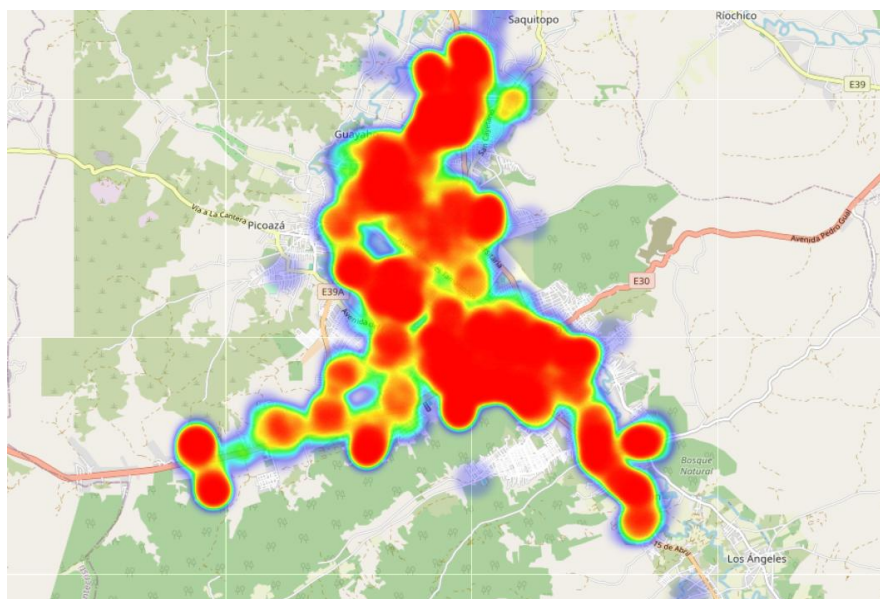 Saquitopo
Riochico
E39
Guayab
Vía a La Cantera
Picoazá
Avenida Pedro Gual
E30
E39A
Bosque
Natural
15 de Abril
Los Ángeles